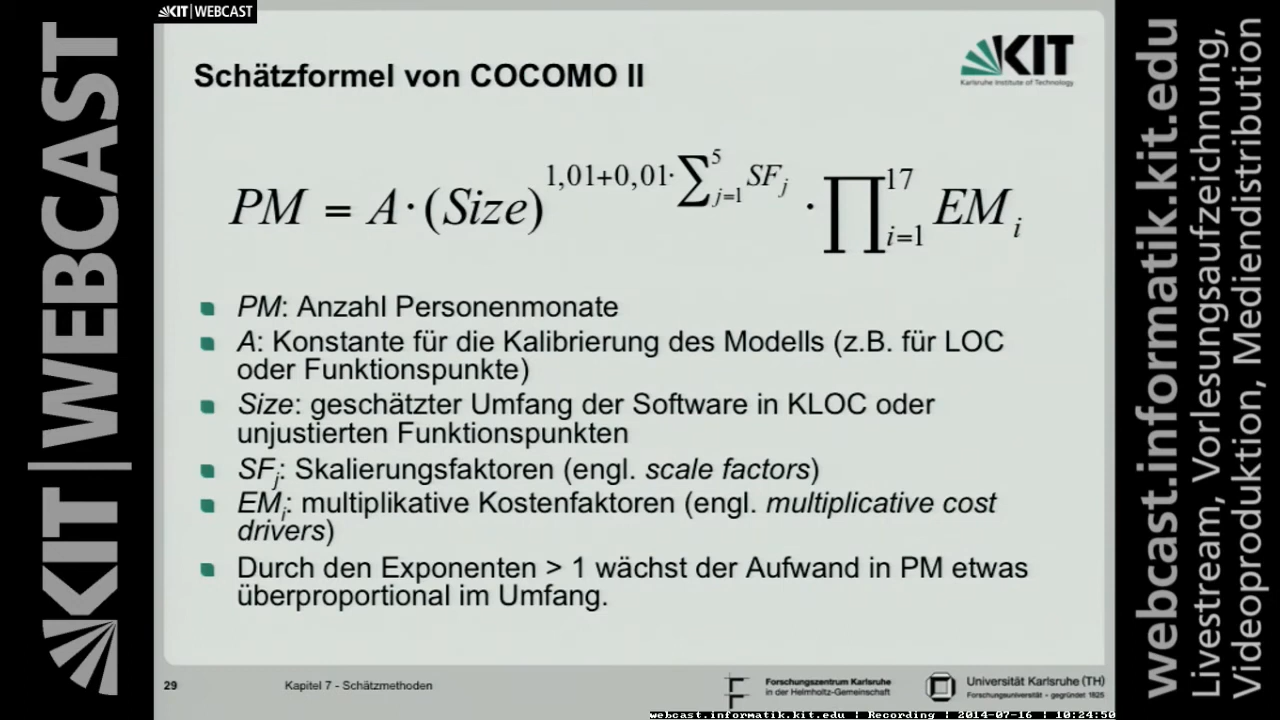 KIT|WEBCAST
KIT|WEBCAST
Schätzformel von COCOMO II
KIT
Karlsruhe Institute of Technology
PM = A · (Size)^{1,01+0,01·∑_{j=1}^{5} SF_j} · ∏_{i=1}^{17} EM_i
PM: Anzahl Personenmonate
A: Konstante für die Kalibrierung des Modells (z.B. für LOC
oder Funktionspunkte)
Size: geschätzter Umfang der Software in KLOC oder
unjustierten Funktionspunkten
SF_j: Skalierungsfaktoren (engl. scale factors)
EM_i: multiplikative Kostenfaktoren (engl. multiplicative cost
drivers)
Durch den Exponenten > 1 wächst der Aufwand in PM etwas
überproportional im Umfang.
29
Kapitel 7 - Schätzmethoden
Forschungszentrum Karlsruhe
in der Helmholtz-Gemeinschaft
Universität Karlsruhe (TH)
Forschungsuniversität · gegründet 1825
webcast.informatik.kit.edu | Recording | 2014-07-16 | 10:24:50
webcast.informatik.kit.edu
Livestream, Vorlesungsaufzeichnung,
Videoproduktion, Mediendistribution